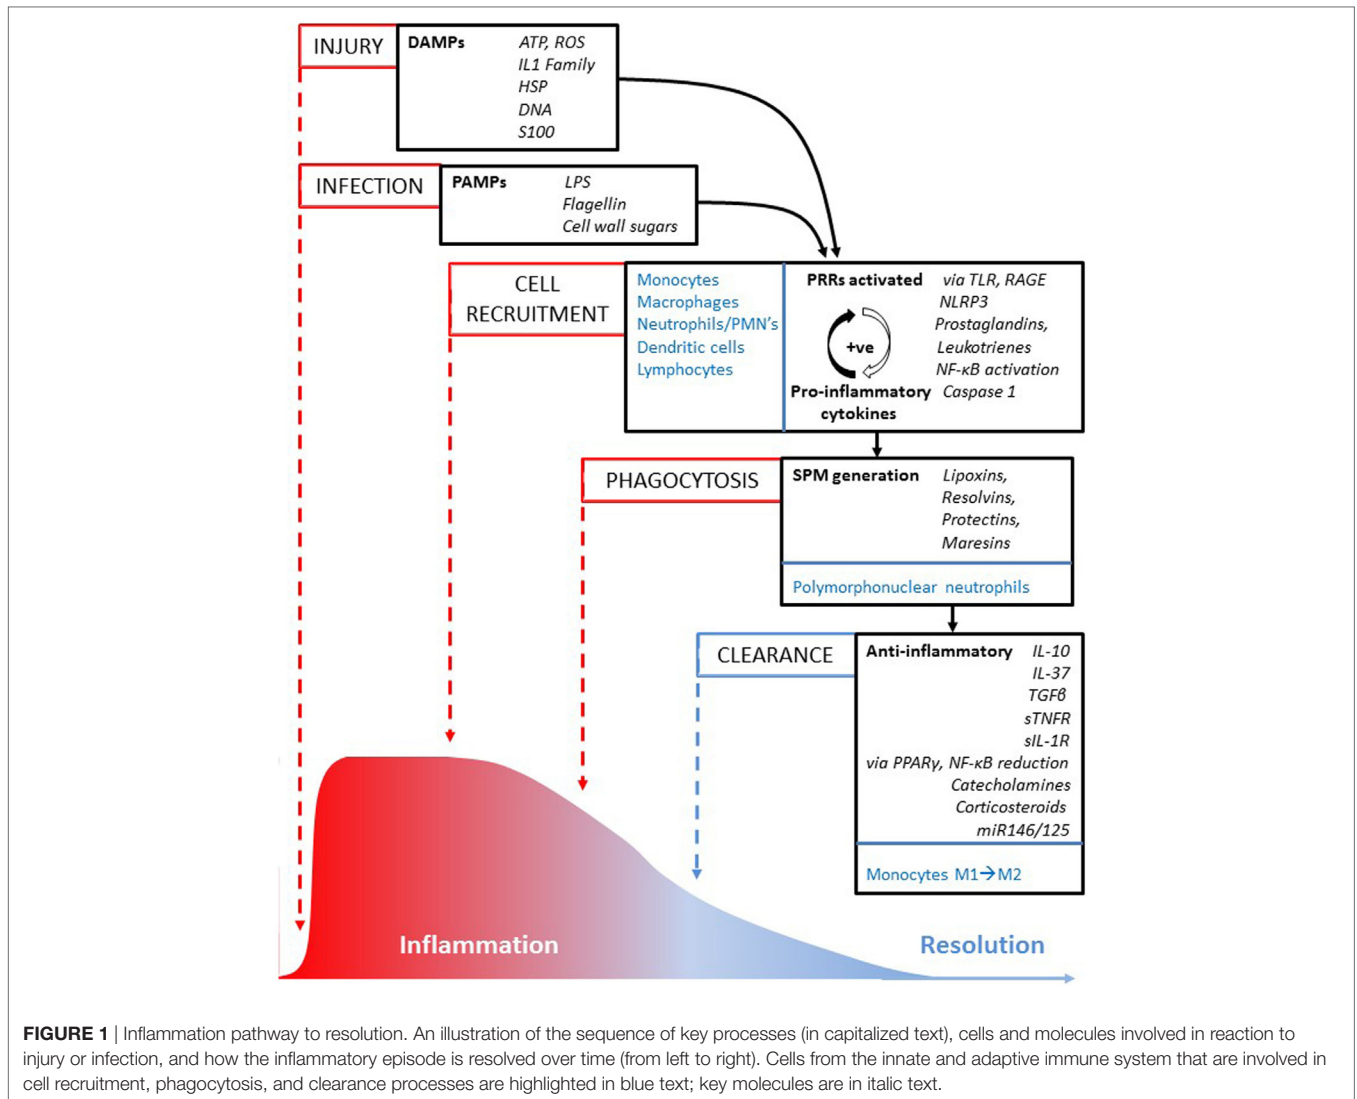 INJURY
DAMPs
ATP, ROS
IL1 Family
HSP
DNA
S100
INFECTION
PAMPs
LPS
Flagellin
Cell wall sugars
CELL
RECRUITMENT
Monocytes
Macrophages
Neutrophils/PMN's
Dendritic cells
Lymphocytes
PRRs activated
+ve
Pro-inflammatory
cytokines
via TLR, RAGE
NLRP3
Prostaglandins,
Leukotrienes
NF-κB activation
Caspase 1
PHAGOCYTOSIS
SPM generation
Lipoxins,
Resolvins,
Protectins,
Maresins
Polymorphonuclear neutrophils
CLEARANCE
Anti-inflammatory
IL-10
IL-37
TGFβ
sTNFR
sIL-1R
via PPARγ, NF-κB reduction
Catecholamines
Corticosteroids
miR146/125
Monocytes M1→M2
Inflammation
Resolution
FIGURE 1 | Inflammation pathway to resolution. An illustration of the sequence of key processes (in capitalized text), cells and molecules involved in reaction to
injury or infection, and how the inflammatory episode is resolved over time (from left to right). Cells from the innate and adaptive immune system that are involved in
cell recruitment, phagocytosis, and clearance processes are highlighted in blue text; key molecules are in italic text.